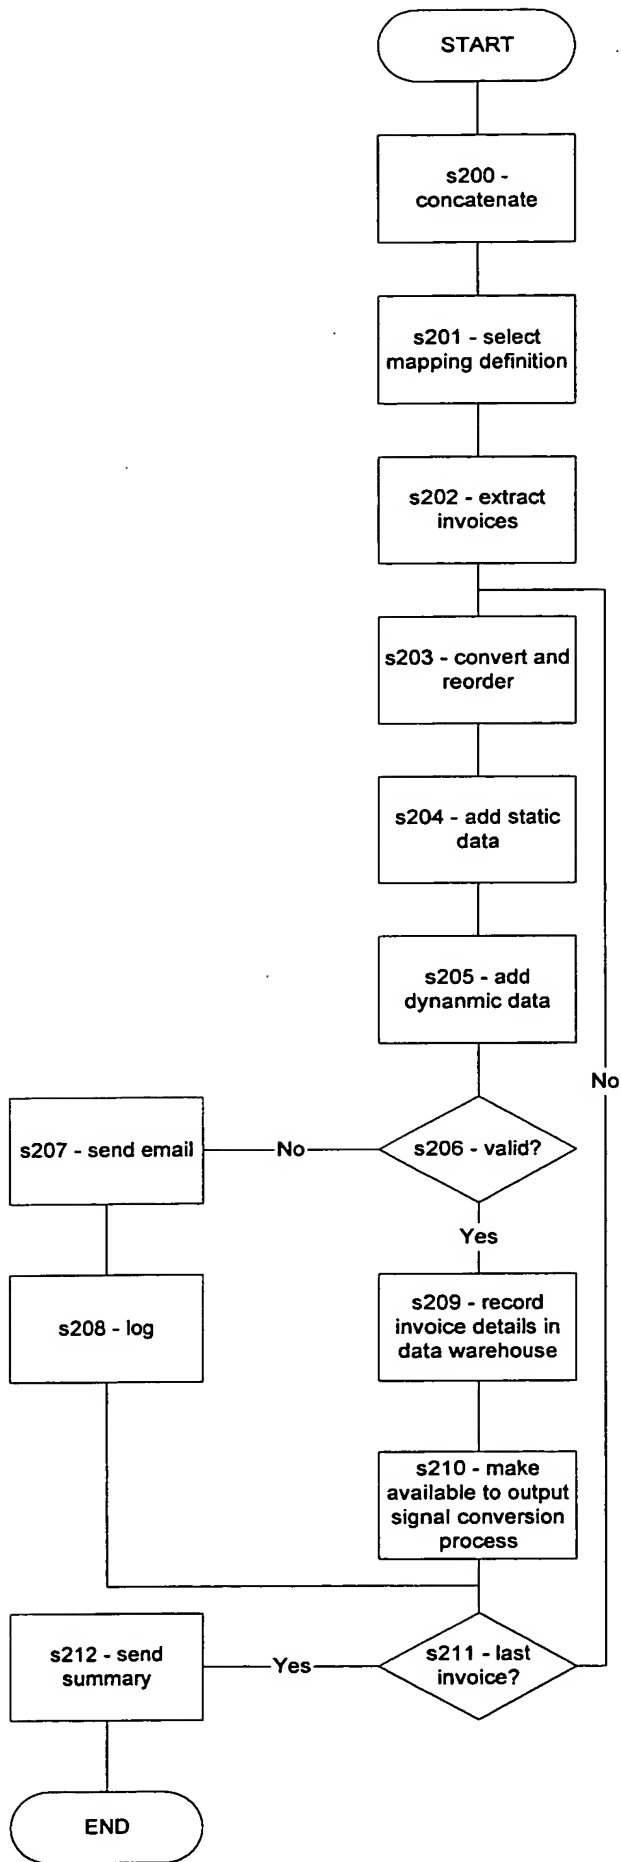 START
s200 -
concatenate
s201 - select
mapping definition
s202 - extract
invoices
s203 - convert and
reorder
s204 - add static
data
s205 - add
dynanmic data
No
s207 - send email
No
s206 - valid?
Yes
s208 - log
s209 - record
invoice details in
data warehouse
s210 - make
available to output
signal conversion
process
s212 - send
summary
Yes
s211 - last
invoice?
END